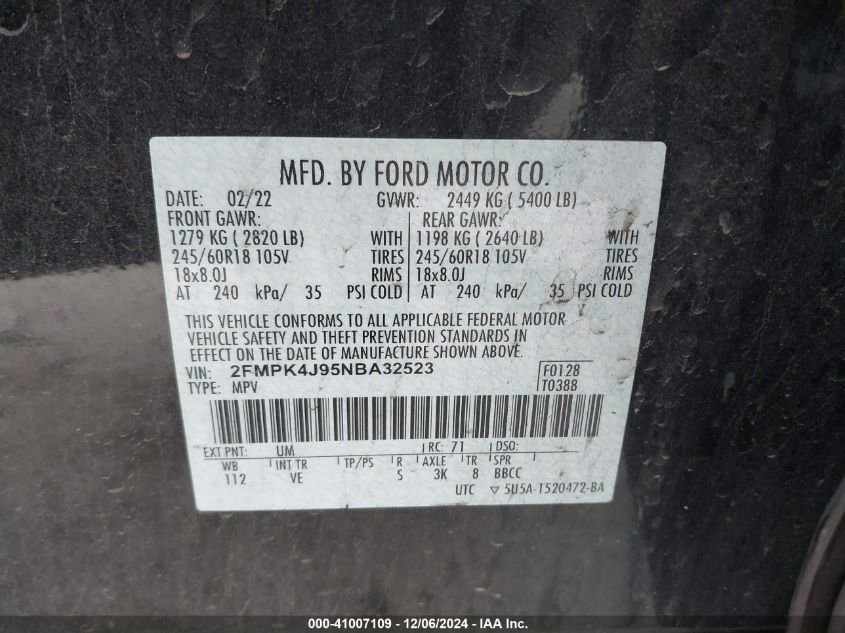 MFD. BY FORD MOTOR CO.
DATE: 02/22 GVWR: 2449 KG ( 5400 LB)
FRONT GAWR: REAR GAWR:
1279 KG ( 2820 LB) WITH 1198 KG ( 2640 LB) WITH
245/60R18 105V TIRES 245/60R18 105V TIRES
18x8.0J RIMS 18x8.0J RIMS
AT 240 kPa/ 35 PSI COLD AT 240 kPa/ 35 PSI COLD
THIS VEHICLE CONFORMS TO ALL APPLICABLE FEDERAL MOTOR
VEHICLE SAFETY AND THEFT PREVENTION STANDARDS IN
EFFECT ON THE DATE OF MANUFACTURE SHOWN ABOVE.
VIN: 2FMPK4J95NBA32523 F0128
TYPE: MPV T0388
EXT PNT: UM RC: 71 DSO:
WB INT TR TP/PS R AXLE TR SPR
112 VE S 3K 8 BBCC
UTC ▽ 5U5A-1520472-BA
000-41007109 - 12/06/2024 - IAA Inc.